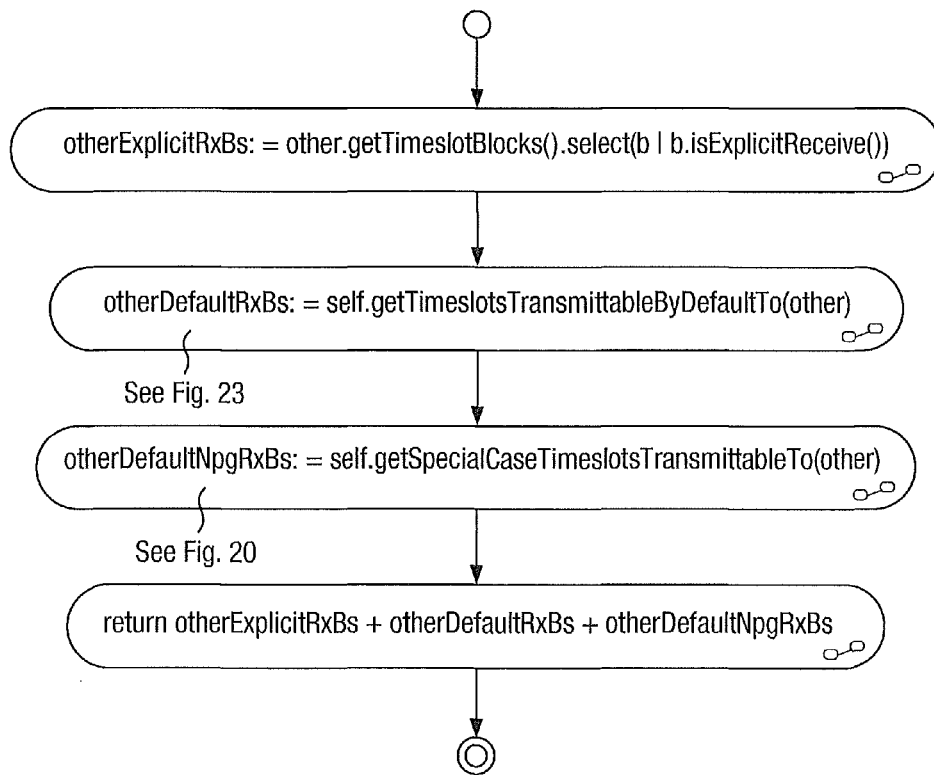 otherExplicitRxBs: = other.getTimeslotBlocks().select(b | b.isExplicitReceive())
otherDefaultRxBs: = self.getTimeslotsTransmittableByDefaultTo(other)
See Fig. 23
otherDefaultNpgRxBs: = self.getSpecialCaseTimeslotsTransmittableTo(other)
See Fig. 20
return otherExplicitRxBs + otherDefaultRxBs + otherDefaultNpgRxBs